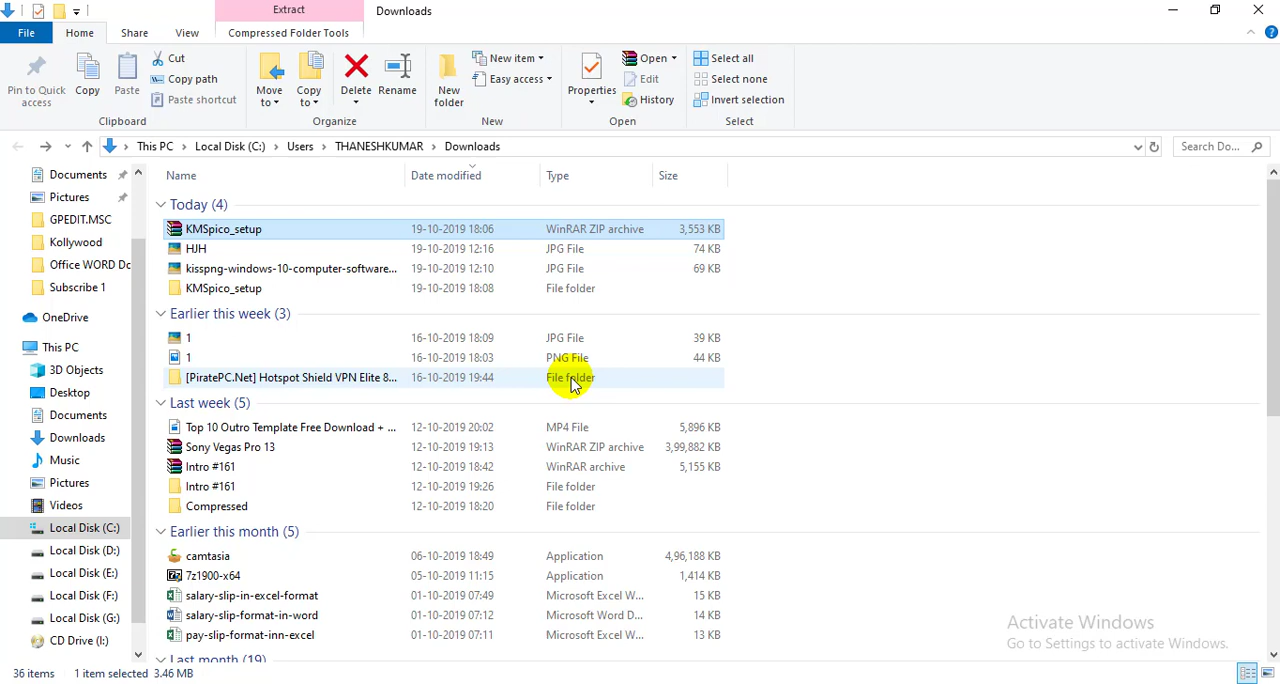 Extract
Downloads
File
Home
Share
View
Compressed Folder Tools
Pin to Quick access
Copy
Paste
Cut
Copy path
Paste shortcut
Clipboard
Move to
Copy to
Delete
Rename
Organize
New folder
New item
Easy access
New
Properties
Open
Edit
History
Open
Select all
Select none
Invert selection
Select
This PC > Local Disk (C:) > Users > THANESHKUMAR > Downloads
Search Do...
Documents
Pictures
GPEDIT.MSC
Kollywood
Office WORD Dc
Subscribe 1
OneDrive
This PC
3D Objects
Desktop
Documents
Downloads
Music
Pictures
Videos
Local Disk (C:)
Local Disk (D:)
Local Disk (E:)
Local Disk (F:)
Local Disk (G:)
CD Drive (I:)
Name Date modified Type Size
Today (4)
KMSpico_setup 19-10-2019 18:06 WinRAR ZIP archive 3,553 KB
HJH 19-10-2019 12:16 JPG File 74 KB
kisspng-windows-10-computer-software... 19-10-2019 12:10 JPG File 69 KB
KMSpico_setup 19-10-2019 18:08 File folder
Earlier this week (3)
1 16-10-2019 18:09 JPG File 39 KB
1 16-10-2019 18:03 PNG File 44 KB
[PiratePC.Net] Hotspot Shield VPN Elite 8... 16-10-2019 19:44 File folder
Last week (5)
Top 10 Outro Template Free Download + ... 12-10-2019 20:02 MP4 File 5,896 KB
Sony Vegas Pro 13 12-10-2019 19:13 WinRAR ZIP archive 3,99,882 KB
Intro #161 12-10-2019 18:42 WinRAR archive 5,155 KB
Intro #161 12-10-2019 19:26 File folder
Compressed 12-10-2019 18:20 File folder
Earlier this month (5)
camtasia 06-10-2019 18:49 Application 4,96,188 KB
7z1900-x64 05-10-2019 11:15 Application 1,414 KB
salary-slip-in-excel-format 01-10-2019 07:49 Microsoft Excel W... 15 KB
salary-slip-format-in-word 01-10-2019 07:12 Microsoft Word D... 14 KB
pay-slip-format-inn-excel 01-10-2019 07:11 Microsoft Excel W... 13 KB
Last month (19)
Activate Windows
Go to Settings to activate Windows.
36 items 1 item selected 3.46 MB